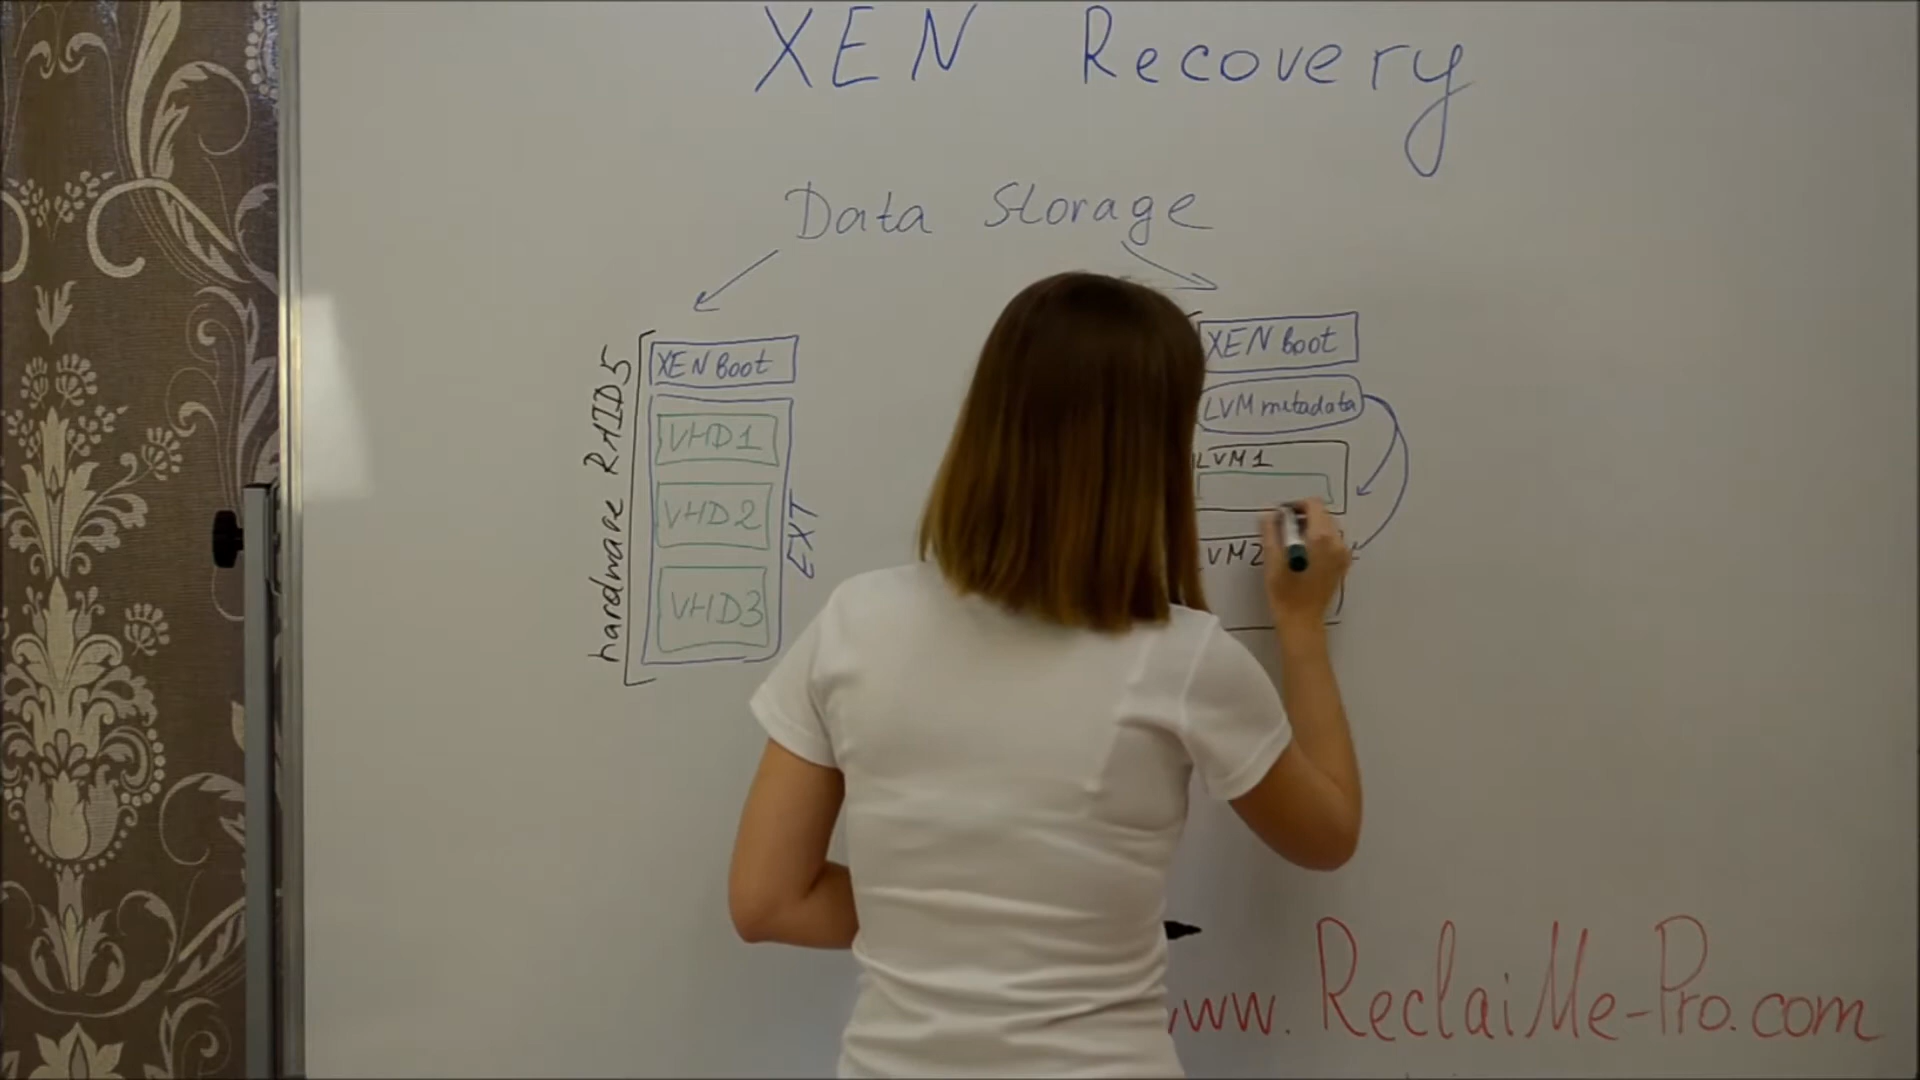 XEN Recovery
Data Storage
hardware RAID5
XEN Boot
VHD1
VHD2
VHD3
EXT
XEN Boot
LVM metadata
LVM1
VM2
www.ReclaiMe-Pro.com